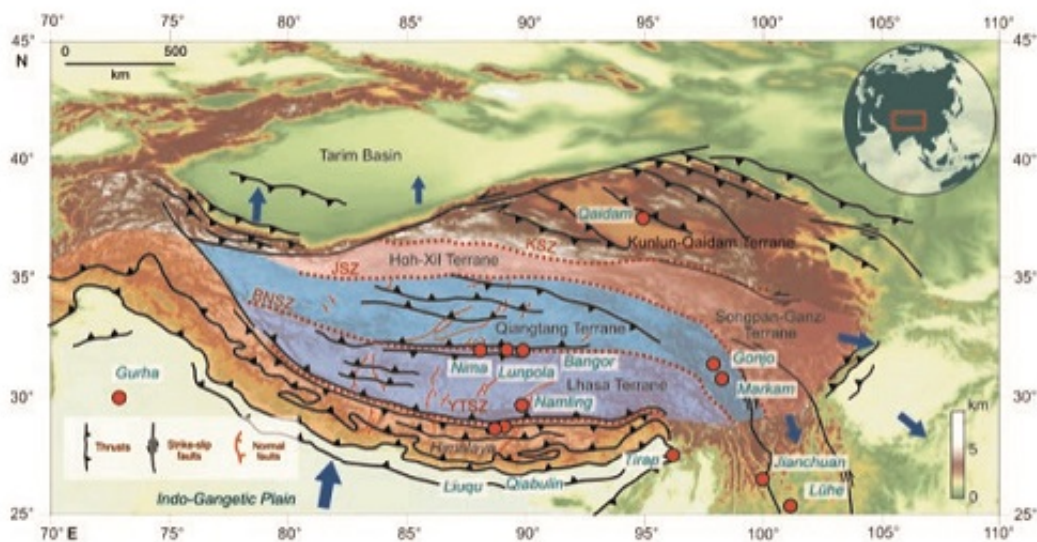 70° 75° 80° 85° 90° 95° 100° 105° 110°
45° 45°
N
0 500
km
Tarim Basin
40° 40°
Qaidam
KSZ
Kunlun-Qaidam Terrane
Hoh-Xil Terrane
JSZ
35° 35°
BNSZ
Songpan-Ganzi
Terrane
Qiangtang Terrane
Nima Lunpola Bangor
Gonjo
Gurha
Lhasa Terrane
Markam
Namling
30° 30°
YTSZ
km
5
0
Himalaya
Thrusts
Strike-slip
faults
Normal
faults
Tirap
Jianchuan
Liuqu Qiabulin
Lühe
Indo-Gangetic Plain
25° 25°
70° E 75° 80° 85° 90° 95° 100° 105° 110°